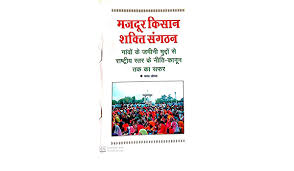 मजदूर किसान
शक्ति संगठन
गांवों के जमीनी मुद्दों से
राष्ट्रीय स्तर के नीति-कानून
तक का सफर